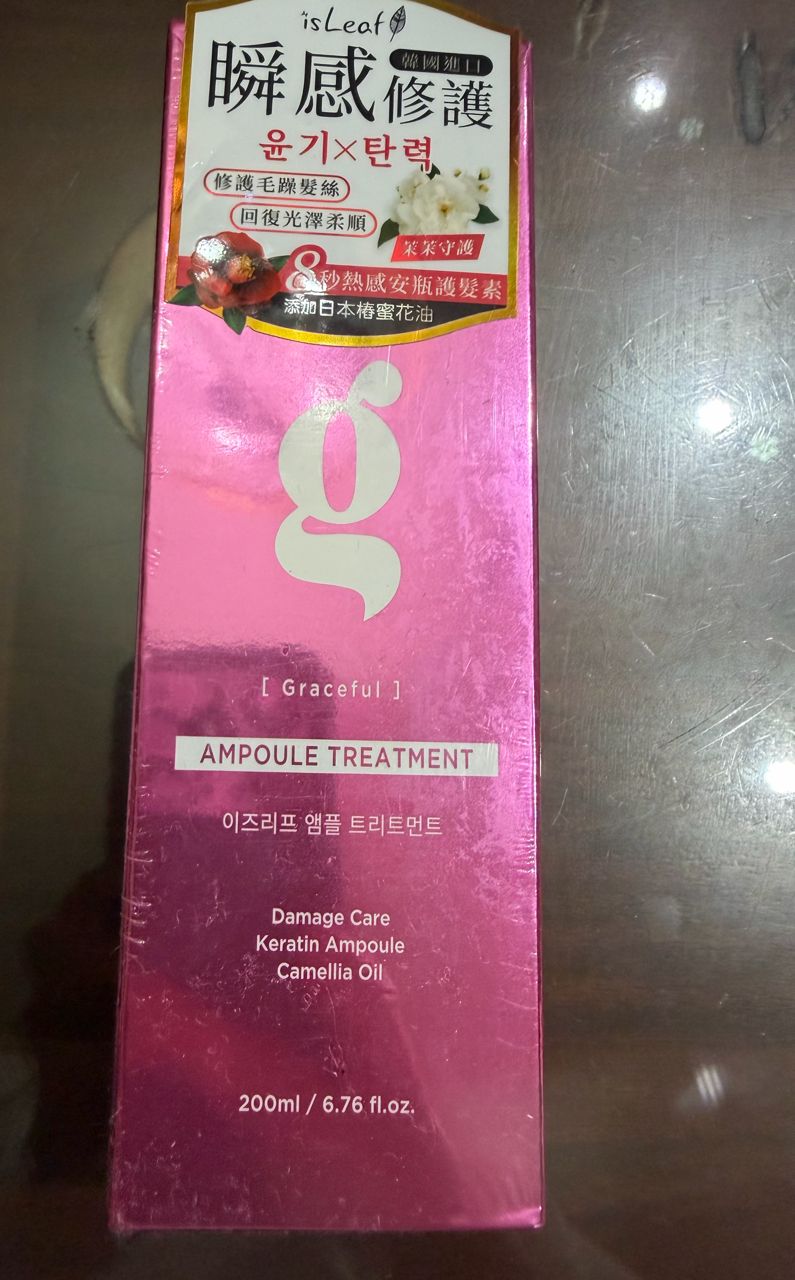 isLeaf
韓國進口
瞬感修護
윤기×탄력
修護毛躁髮絲
回復光澤柔順
茱茱守護
8秒熱感安瓶護髮素
添加日本椿蜜花油
g
[ Graceful ]
AMPOULE TREATMENT
이즈리프 앰플 트리트먼트
Damage Care
Keratin Ampoule
Camellia Oil
200ml / 6.76 fl.oz.